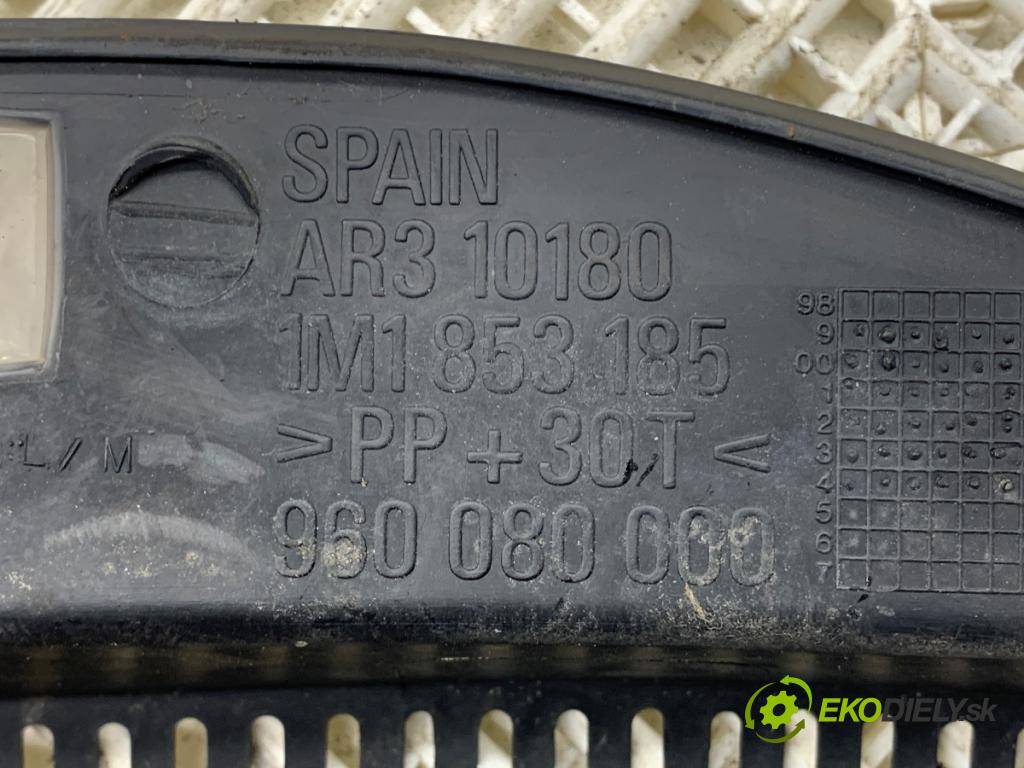 SPAIN
AR3 10180
1M1 853 185
>PP+30T<
960 080 000
L/M
98
9
00
1
2
3
4
5
6
7
EKODIELY.sk